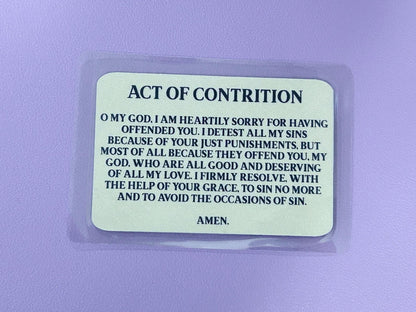 ACT OF CONTRITION
O MY GOD, I AM HEARTILY SORRY FOR HAVING
OFFENDED YOU. I DETEST ALL MY SINS
BECAUSE OF YOUR JUST PUNISHMENTS, BUT
MOST OF ALL BECAUSE THEY OFFEND YOU, MY
GOD, WHO ARE ALL GOOD AND DESERVING
OF ALL MY LOVE. I FIRMLY RESOLVE, WITH
THE HELP OF YOUR GRACE, TO SIN NO MORE
AND TO AVOID THE OCCASIONS OF SIN.
AMEN.